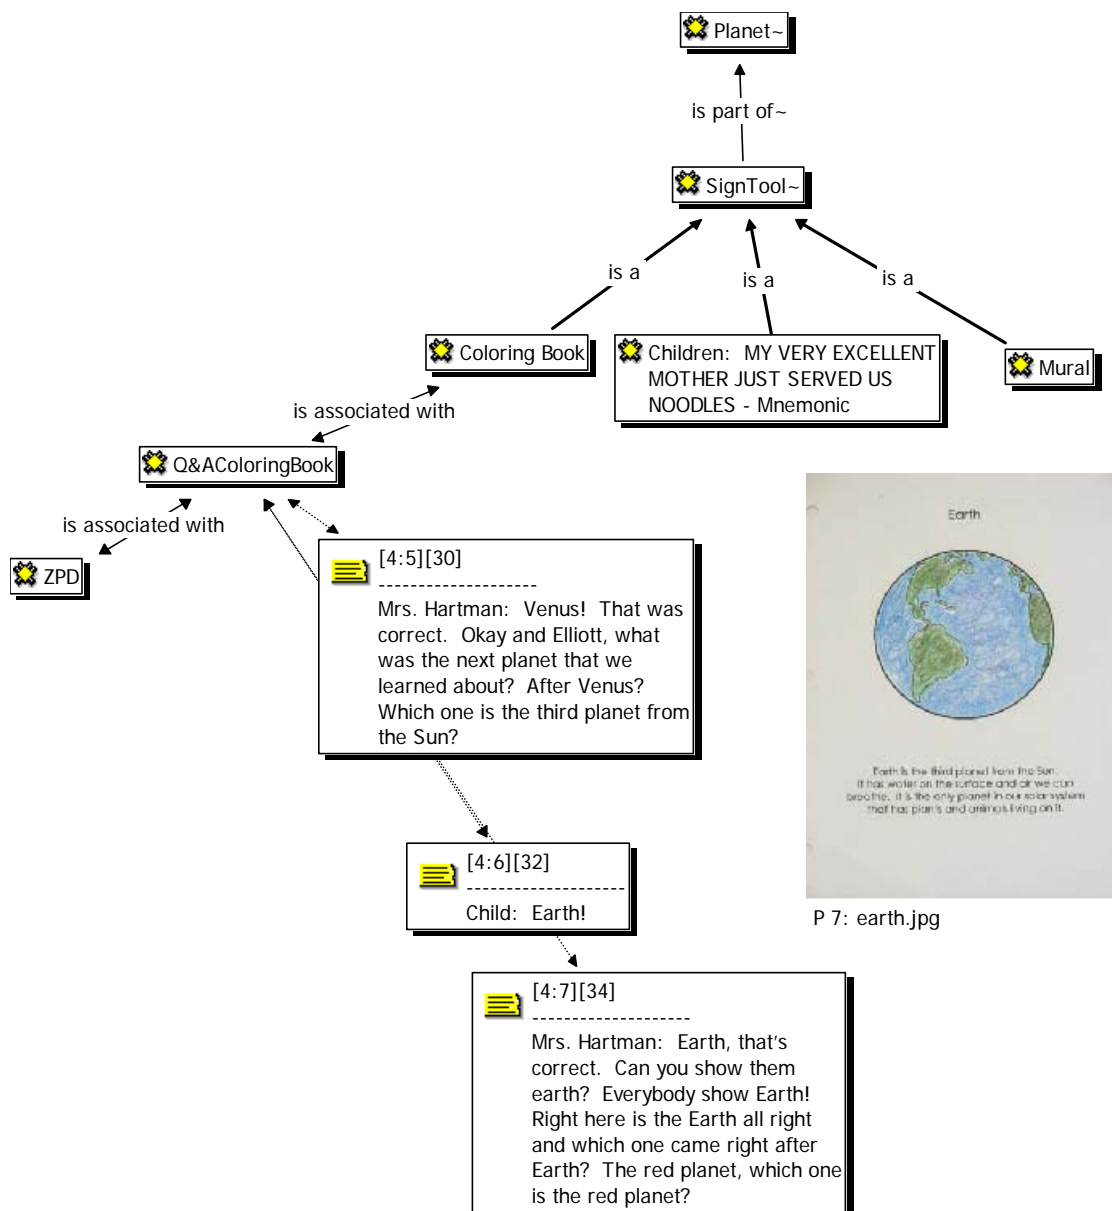 Planet~
is part of~
SignTool~
is a
is a
is a
Coloring Book
Children:  MY VERY EXCELLENT
MOTHER JUST SERVED US
NOODLES - Mnemonic
Mural
is associated with
Q&AColoringBook
is associated with
ZPD
[4:5][30]
--------------------
Mrs. Hartman:  Venus!  That was
correct.  Okay and Elliott, what
was the next planet that we
learned about?  After Venus?
Which one is the third planet from
the Sun?
Earth
Earth is the third planet from the Sun.
It has water on the surface and air we can
breathe.  It is the only planet in our solar system
that has plants and animals living on it.
P 7: earth.jpg
[4:6][32]
--------------------
Child:  Earth!
[4:7][34]
--------------------
Mrs. Hartman:  Earth, that's
correct.  Can you show them
earth?  Everybody show Earth!
Right here is the Earth all right
and which one came right after
Earth?  The red planet, which one
is the red planet?